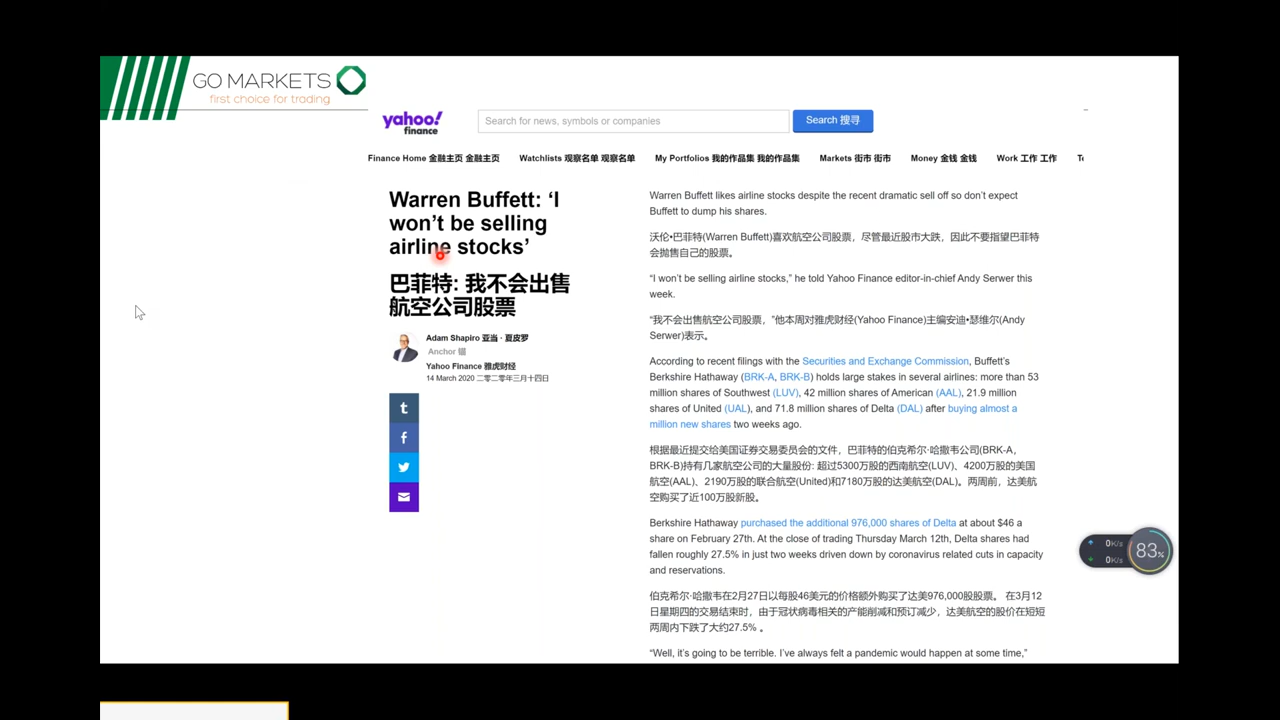 GO MARKETS
first choice for trading
yahoo!
finance
Search for news, symbols or companies
Search 搜寻
Finance Home 金融主页 金融主页 Watchlists 观察名单 观察名单 My Portfolios 我的作品集 我的作品集 Markets 街市 街市 Money 金钱 金钱 Work 工作 工作
Warren Buffett: ‘I
won’t be selling
airline stocks’
巴菲特: 我不会出售
航空公司股票
Adam Shapiro 亚当 · 夏皮罗
Anchor 锚
Yahoo Finance 雅虎财经
14 March 2020 二零二零年三月十四日
Warren Buffett likes airline stocks despite the recent dramatic sell off so don’t expect
Buffett to dump his shares.
沃伦•巴菲特(Warren Buffett)喜欢航空公司股票，尽管最近股市大跌，因此不要指望巴菲特
会抛售自己的股票。
“I won’t be selling airline stocks,” he told Yahoo Finance editor-in-chief Andy Serwer this
week.
“我不会出售航空公司股票，”他本周对雅虎财经(Yahoo Finance)主编安迪•瑟维尔(Andy
Serwer)表示。
According to recent filings with the Securities and Exchange Commission, Buffett’s
Berkshire Hathaway (BRK-A, BRK-B) holds large stakes in several airlines: more than 53
million shares of Southwest (LUV), 42 million shares of American (AAL), 21.9 million
shares of United (UAL), and 71.8 million shares of Delta (DAL) after buying almost a
million new shares two weeks ago.
根据最近提交给美国证券交易委员会的文件，巴菲特的伯克希尔·哈撒韦公司(BRK-A，
BRK-B)持有几家航空公司的大量股份: 超过5300万股的西南航空(LUV)、4200万股的美国
航空(AAL)、2190万股的联合航空(United)和7180万股的达美航空(DAL)。两周前，达美航
空购买了近100万股新股。
Berkshire Hathaway purchased the additional 976,000 shares of Delta at about $46 a
share on February 27th. At the close of trading Thursday March 12th, Delta shares had
fallen roughly 27.5% in just two weeks driven down by coronavirus related cuts in capacity
and reservations.
伯克希尔·哈撒韦在2月27日以每股46美元的价格额外购买了达美976,000股股票。 在3月12
日星期四的交易结束时，由于冠状病毒相关的产能削减和预订减少，达美航空的股价在短短
两周内下跌了大约27.5% 。
“Well, it’s going to be terrible. I’ve always felt a pandemic would happen at some time,”
0K/s
0K/s
83%